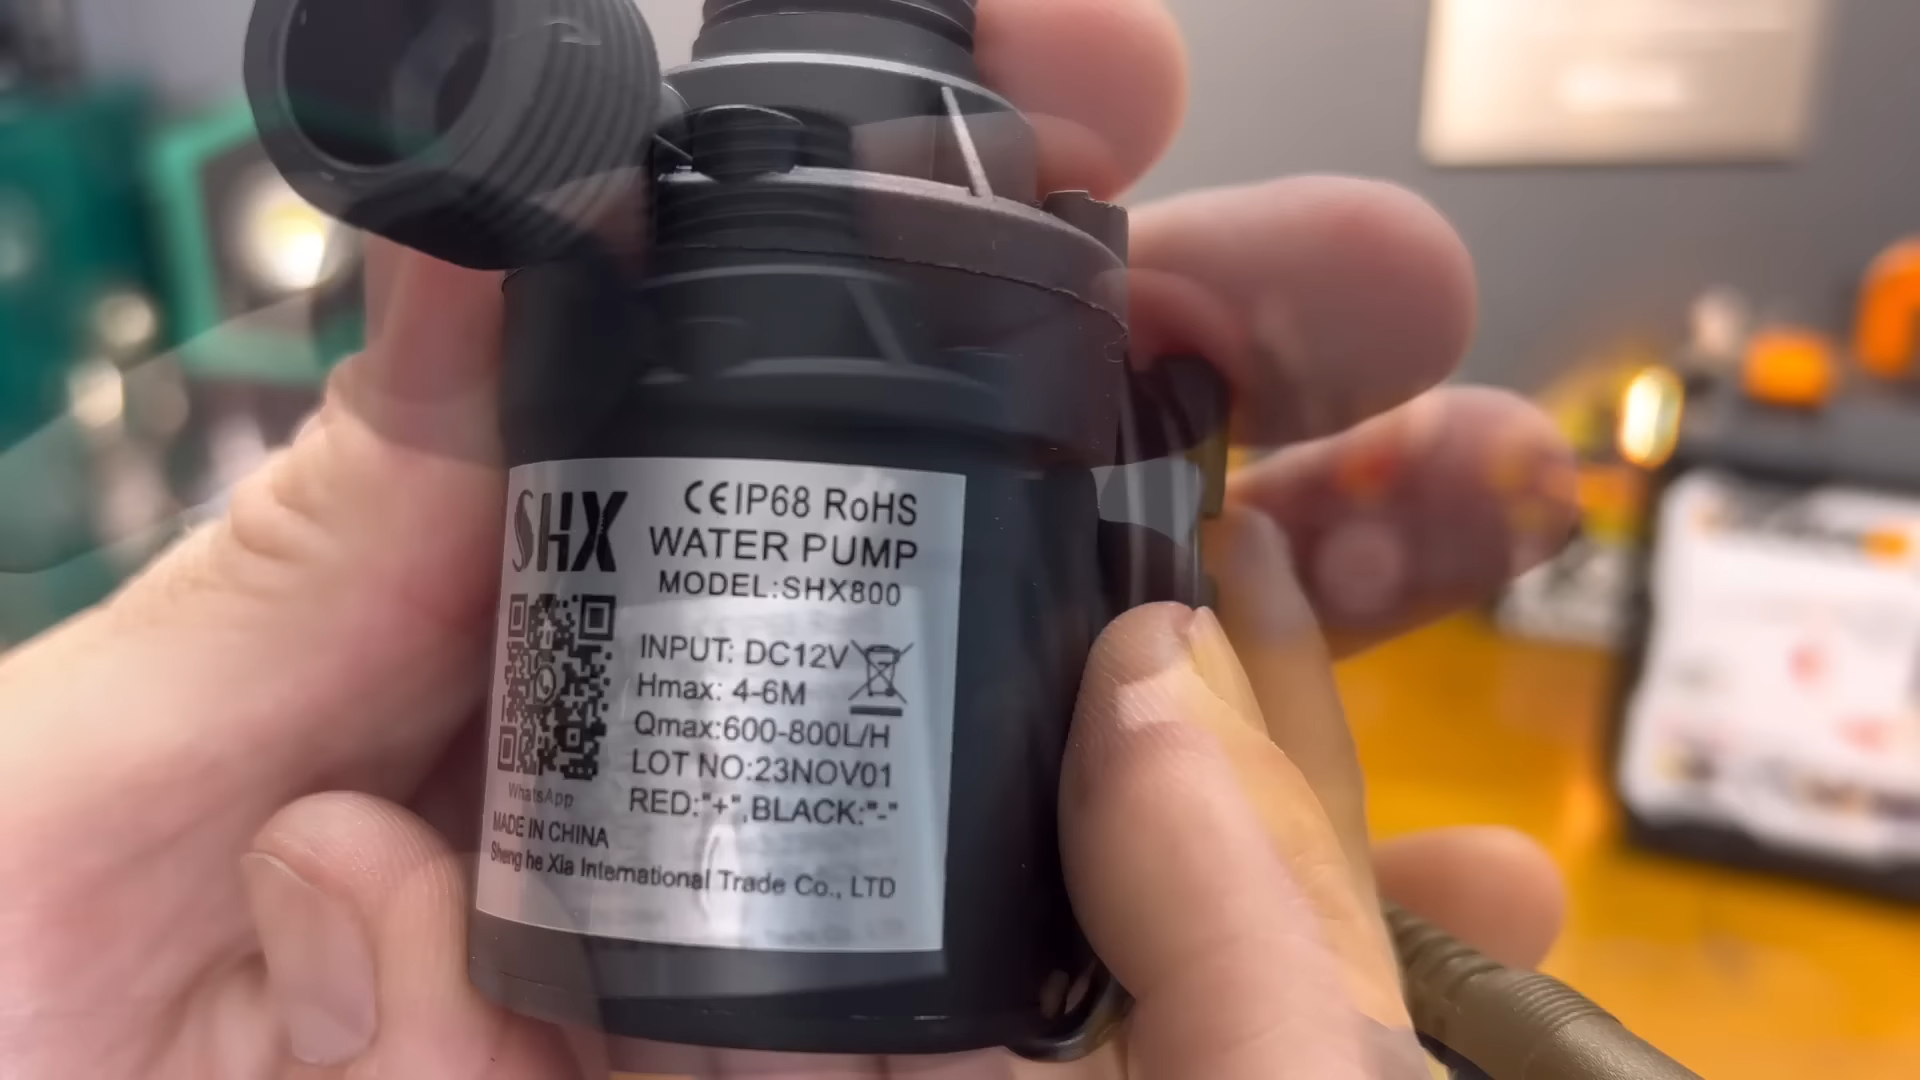 SHX
CE IP68 RoHS
WATER PUMP
MODEL:SHX800
INPUT: DC12V
Hmax: 4-6M
Qmax:600-800L/H
LOT NO:23NOV01
RED:"+",BLACK:"-"
WhatsApp
MADE IN CHINA
Sheng he Xia International Trade Co., LTD